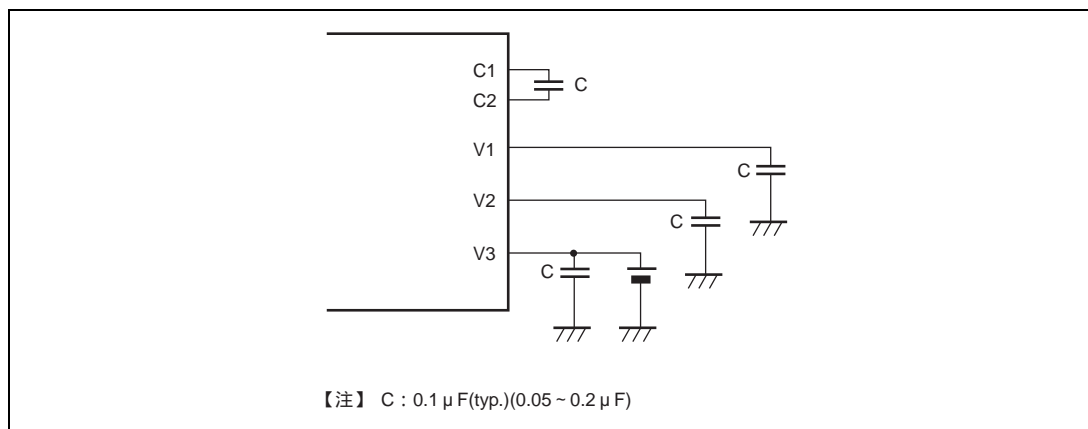 C1
C
C2
V1
C
V2
C
V3
C
【注】 C：0.1 μ F(typ.)(0.05 ~ 0.2 μ F)